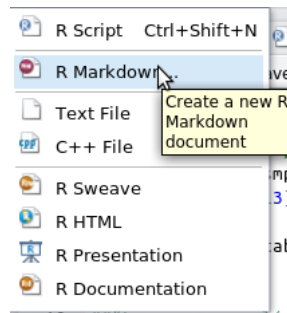 R Script Ctrl+Shift+N
R Markdown...
Create a new R
Markdown
document
Text File
C++ File
R Sweave
R HTML
R Presentation
R Documentation